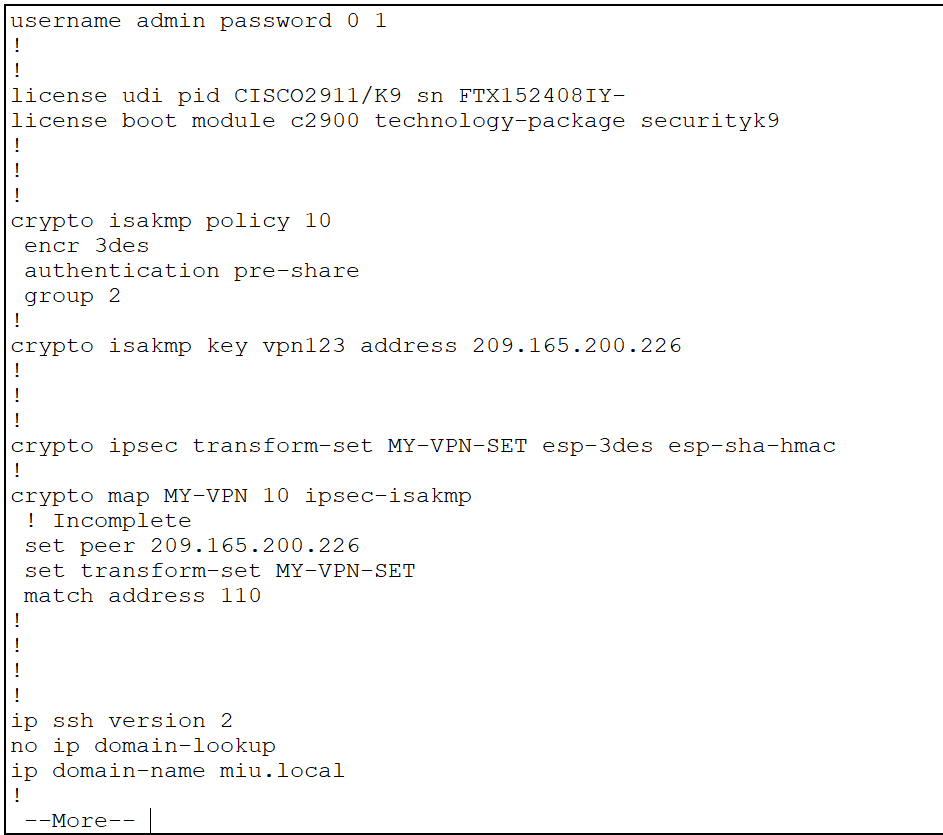 username admin password 0 1
!
!
license udi pid CISCO2911/K9 sn FTX152408IY-
license boot module c2900 technology-package securityk9
!
!
!
crypto isakmp policy 10
 encr 3des
 authentication pre-share
 group 2
!
crypto isakmp key vpn123 address 209.165.200.226
!
!
!
crypto ipsec transform-set MY-VPN-SET esp-3des esp-sha-hmac
!
crypto map MY-VPN 10 ipsec-isakmp
 ! Incomplete
 set peer 209.165.200.226
 set transform-set MY-VPN-SET
 match address 110
!
!
!
!
ip ssh version 2
no ip domain-lookup
ip domain-name miu.local
!
 --More--